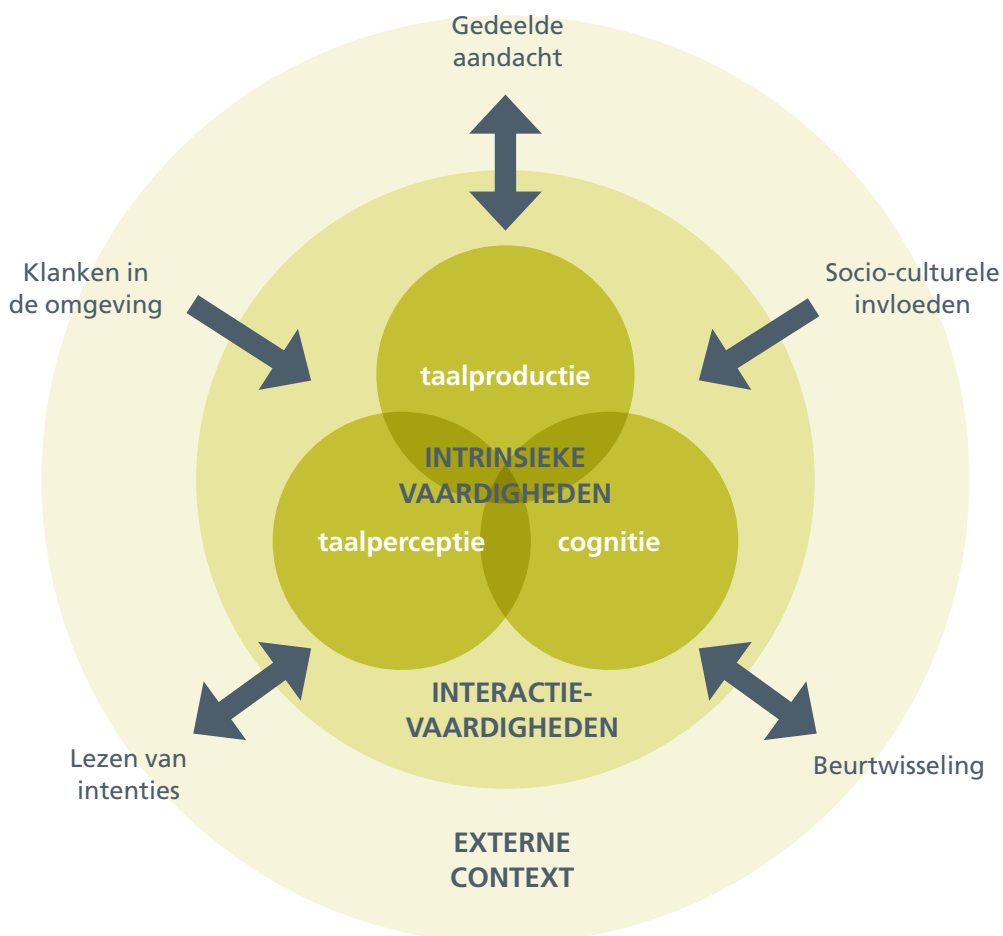 Gedeelde
aandacht
Klanken in
de omgeving
Socio-culturele
invloeden
taalproductie
INTRINSIEKE
VAARDIGHEDEN
taalperceptie
cognitie
INTERACTIE-
VAARDIGHEDEN
Lezen van
intenties
Beurtwisseling
EXTERNE
CONTEXT